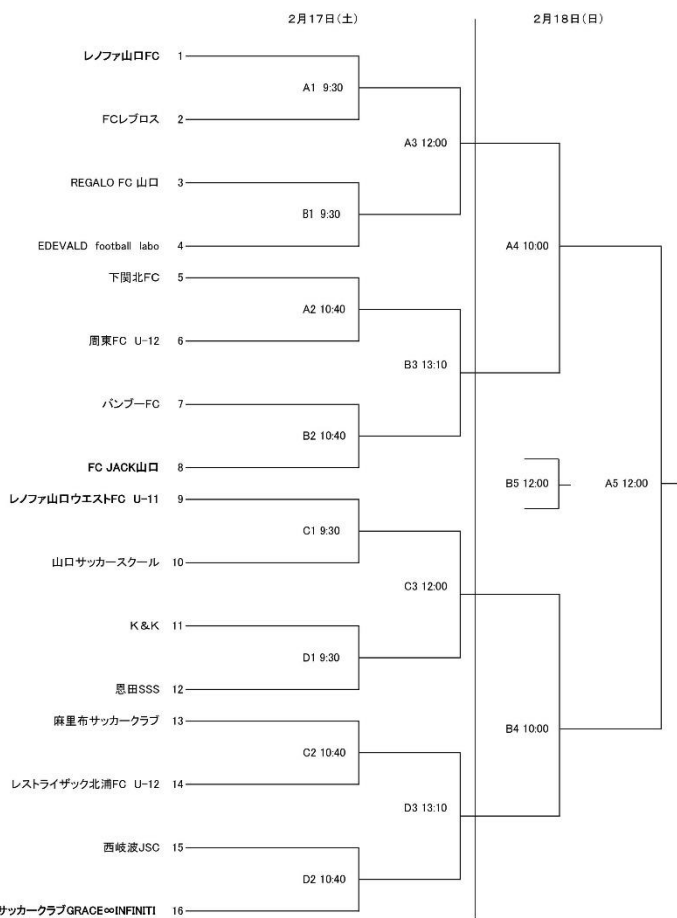 2月17日(土)
2月18日(日)
レノファ山口FC 1
A1 9:30
FCレブロス 2
A3 12:00
REGALO FC 山口 3
B1 9:30
EDEVALD football labo 4
A4 10:00
下関北FC 5
A2 10:40
周東FC U-12 6
B3 13:10
バンブーFC 7
B2 10:40
FC JACK山口 8
B5 12:00
A5 12:00
レノファ山口ウエストFC U-11 9
C1 9:30
山口サッカースクール 10
C3 12:00
K&K 11
D1 9:30
恩田SSS 12
麻里布サッカークラブ 13
B4 10:00
C2 10:40
レストライザック北浦FC U-12 14
D3 13:10
西岐波JSC 15
D2 10:40
サッカークラブGRACE∞INFINITI 16